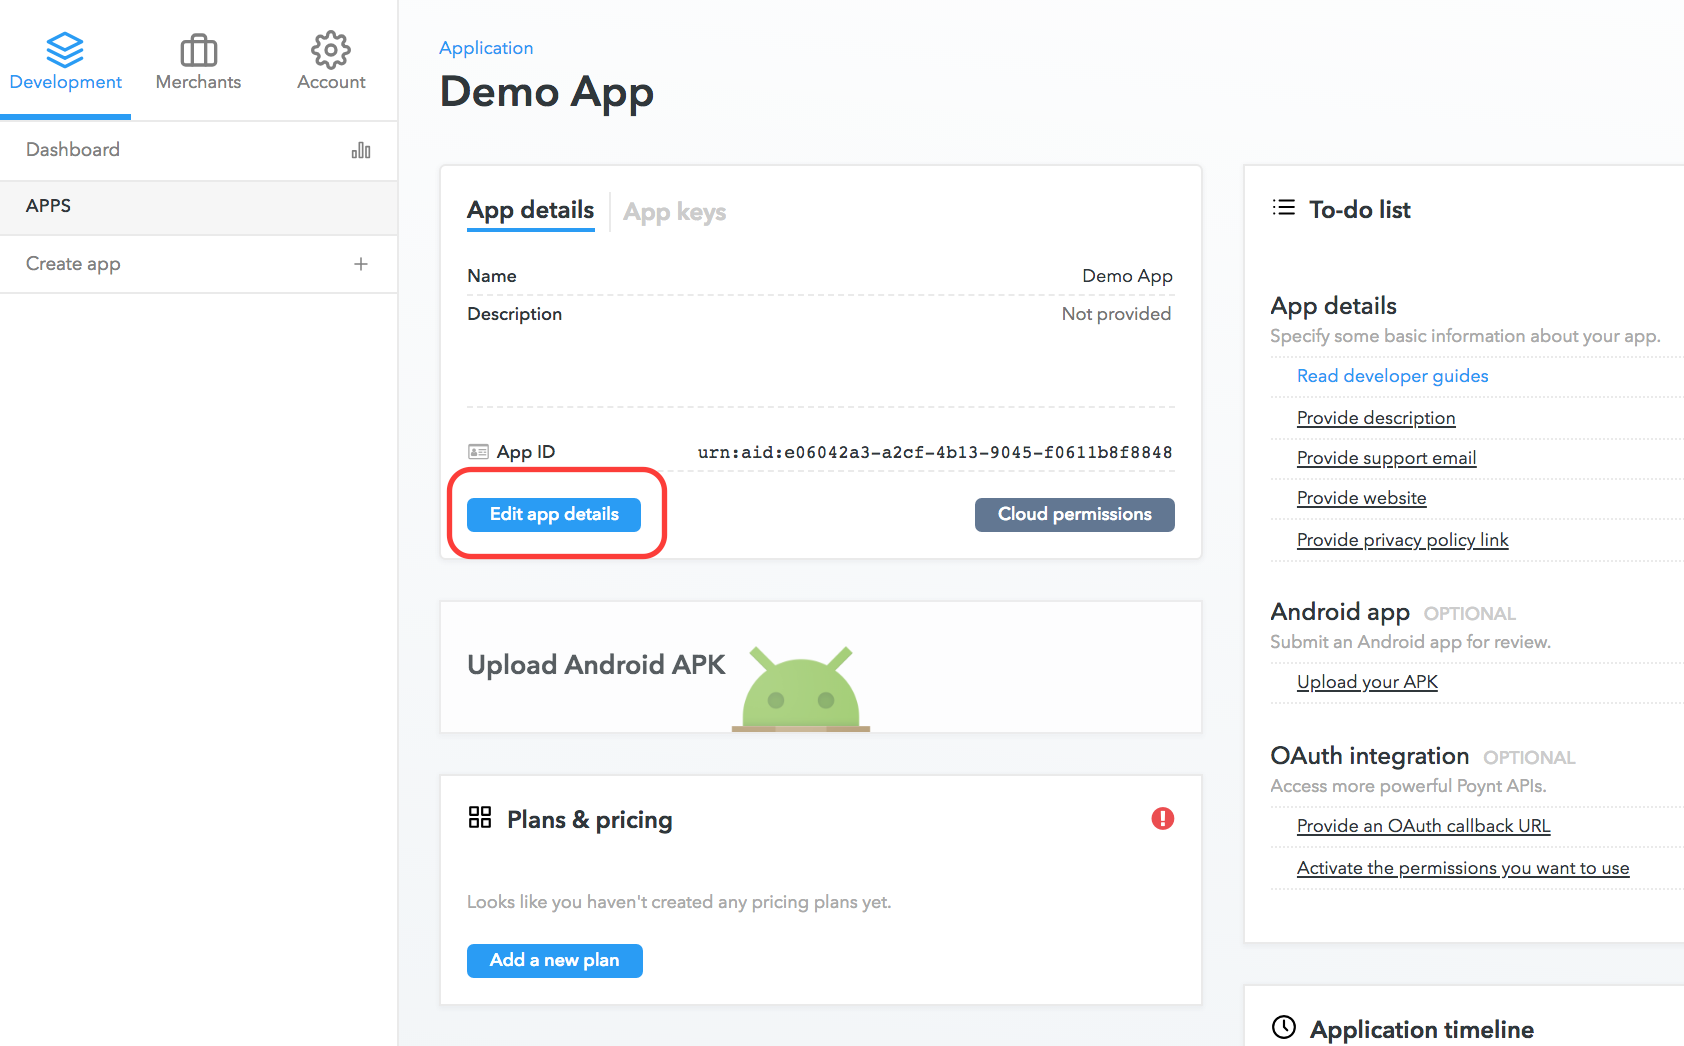 Development
Merchants
Account
Dashboard
APPS
Create app
Application
Demo App
App details
App keys
Name
Demo App
Description
Not provided
App ID
urn:aid:e06042a3-a2cf-4b13-9045-f0611b8f8848
Edit app details
Cloud permissions
Upload Android APK
Plans & pricing
Looks like you haven't created any pricing plans yet.
Add a new plan
To-do list
App details
Specify some basic information about your app.
Read developer guides
Provide description
Provide support email
Provide website
Provide privacy policy link
Android app OPTIONAL
Submit an Android app for review.
Upload your APK
OAuth integration OPTIONAL
Access more powerful Poynt APIs.
Provide an OAuth callback URL
Activate the permissions you want to use
Application timeline